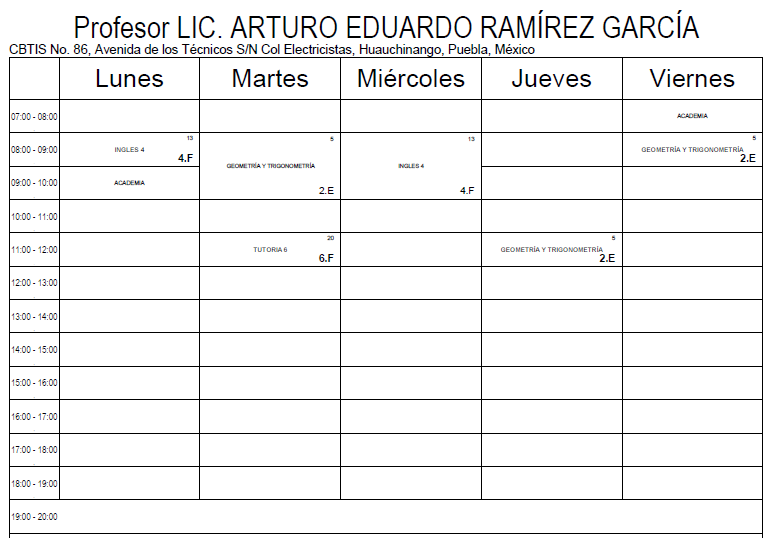 Profesor LIC. ARTURO EDUARDO RAMÍREZ GARCÍA
CBTIS No. 86, Avenida de los Técnicos S/N Col Electricistas, Huauchinango, Puebla, México
Lunes Martes Miércoles Jueves Viernes
07:00 - 08:00 ACADEMIA
13 5 13 5
08:00 - 09:00 INGLES 4 GEOMETRÍA Y TRIGONOMETRÍA
4.F 2.E
GEOMETRÍA Y TRIGONOMETRÍA INGLES 4
09:00 - 10:00 ACADEMIA
2.E 4.F
10:00 - 11:00
20 5
11:00 - 12:00 TUTORIA 6 GEOMETRÍA Y TRIGONOMETRÍA
6.F 2.E
12:00 - 13:00
13:00 - 14:00
14:00 - 15:00
15:00 - 16:00
16:00 - 17:00
17:00 - 18:00
18:00 - 19:00
19:00 - 20:00